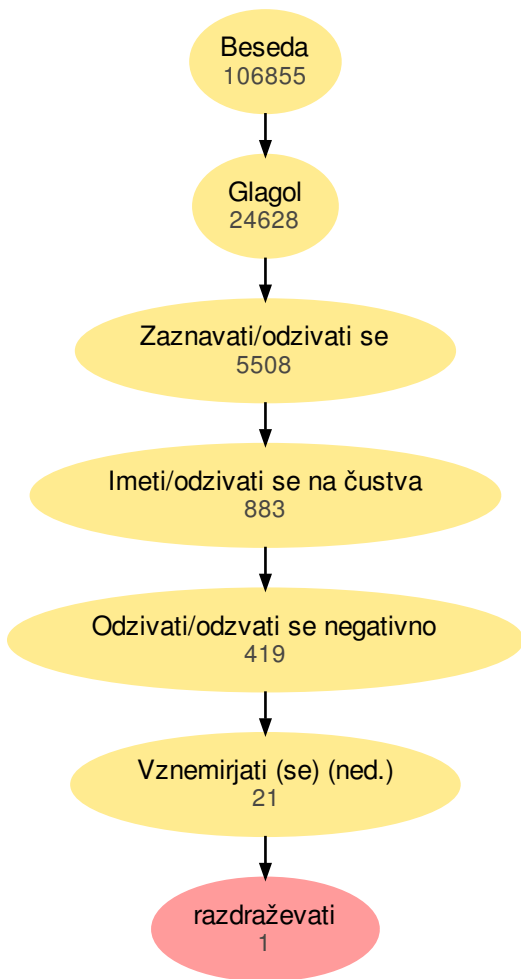 Beseda
106855
Glagol
24628
Zaznavati/odzivati se
5508
Imeti/odzivati se na čustva
883
Odzivati/odzvati se negativno
419
Vznemirjati (se) (ned.)
21
razdraževati
1